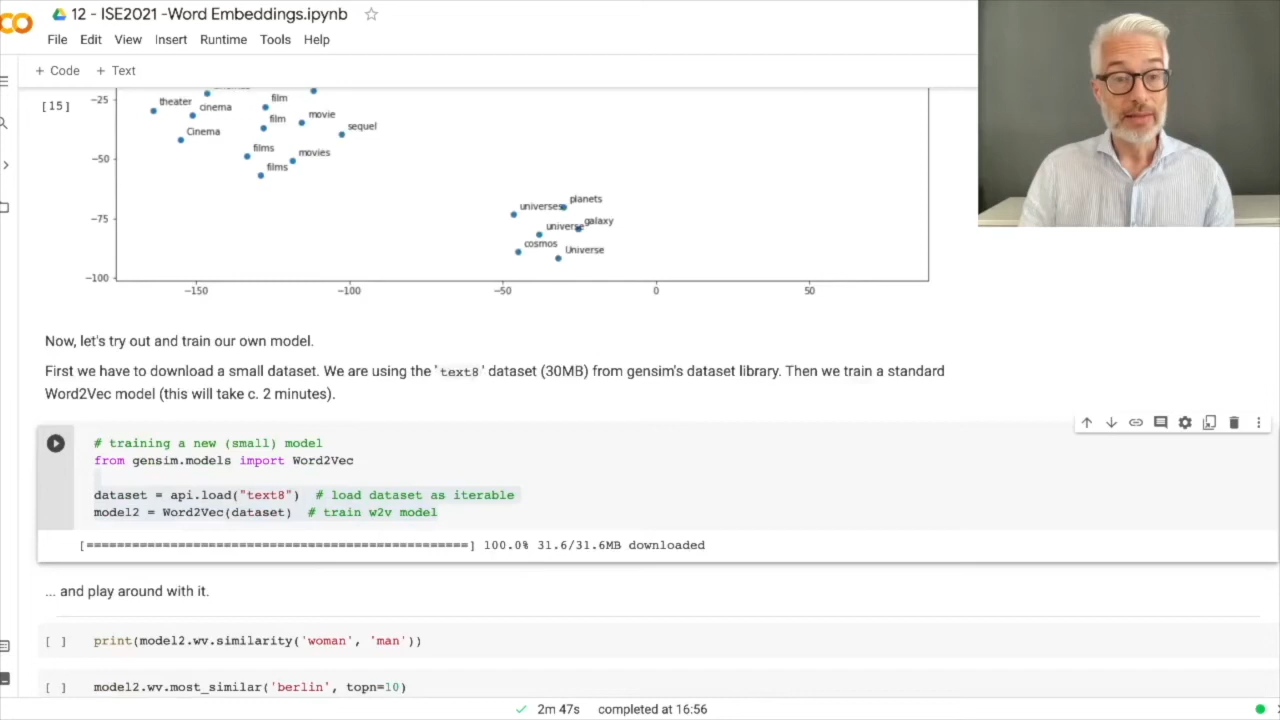 CO
12 - ISE2021 -Word Embeddings.ipynb
File Edit View Insert Runtime Tools Help
+ Code + Text
[15]
−25
−50
−75
−100
theater
cinema
film
Cinema
film
movie
sequel
films
movies
films
universes
planets
universe
galaxy
cosmos
Universe
−150 −100 −50 0 50
Now, let's try out and train our own model.
First we have to download a small dataset. We are using the 'text8' dataset (30MB) from gensim's dataset library. Then we train a standard
Word2Vec model (this will take c. 2 minutes).
# training a new (small) model
from gensim.models import Word2Vec
dataset = api.load("text8")  # load dataset as iterable
model2 = Word2Vec(dataset)  # train w2v model
[==================================================] 100.0% 31.6/31.6MB downloaded
... and play around with it.
[ ] print(model2.wv.similarity('woman', 'man'))
[ ] model2.wv.most_similar('berlin', topn=10)
2m 47s completed at 16:56